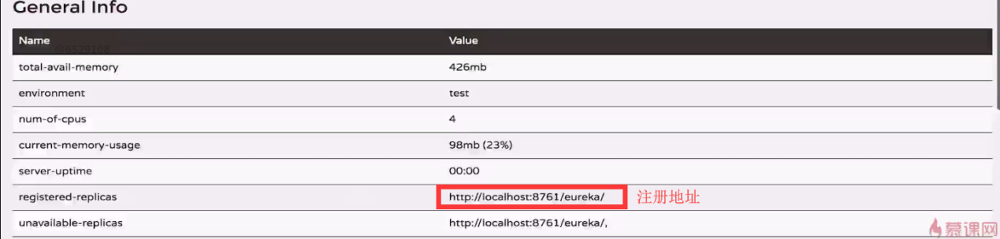 General Info
Name Value
total-avail-memory 426mb
environment test
num-of-cpus 4
current-memory-usage 98mb (23%)
server-uptime 00:00
registered-replicas http://localhost:8761/eureka/ 注册地址
unavailable-replicas http://localhost:8761/eureka/,
慕课网